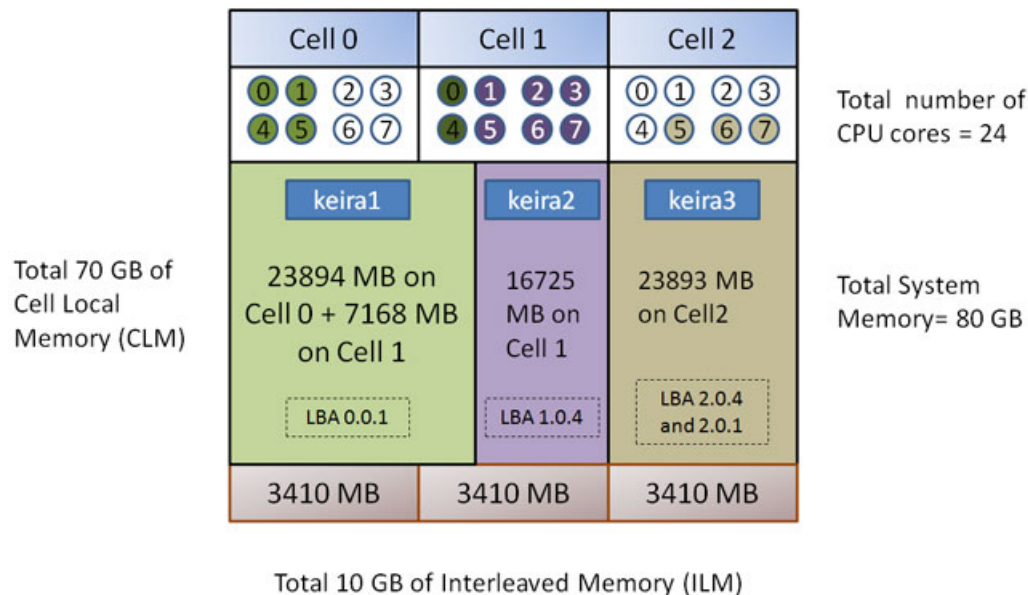 Cell 0 Cell 1 Cell 2
0 1 2 3 0 1 2 3 0 1 2 3
4 5 6 7 4 5 6 7 4 5 6 7
Total number of
CPU cores = 24
keira1 keira2 keira3
Total 70 GB of
Cell Local
Memory (CLM)
23894 MB on
Cell 0 + 7168 MB
on Cell 1
16725
MB on
Cell 1
23893 MB
on Cell2
Total System
Memory= 80 GB
LBA 0.0.1
LBA 1.0.4
LBA 2.0.4
and 2.0.1
3410 MB 3410 MB 3410 MB
Total 10 GB of Interleaved Memory (ILM)